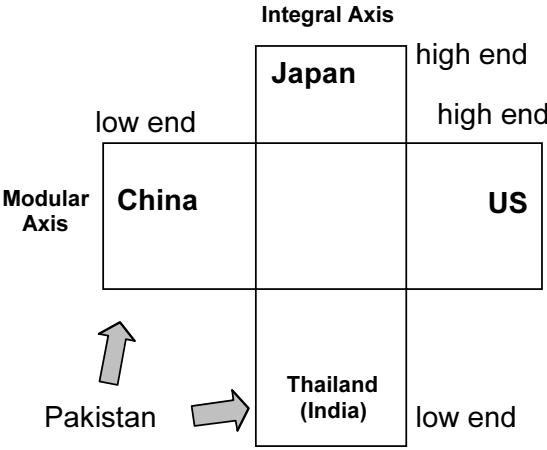 Integral Axis
high end
Japan
high end
low end
Modular
Axis
China
US
Thailand
(India)
Pakistan
low end